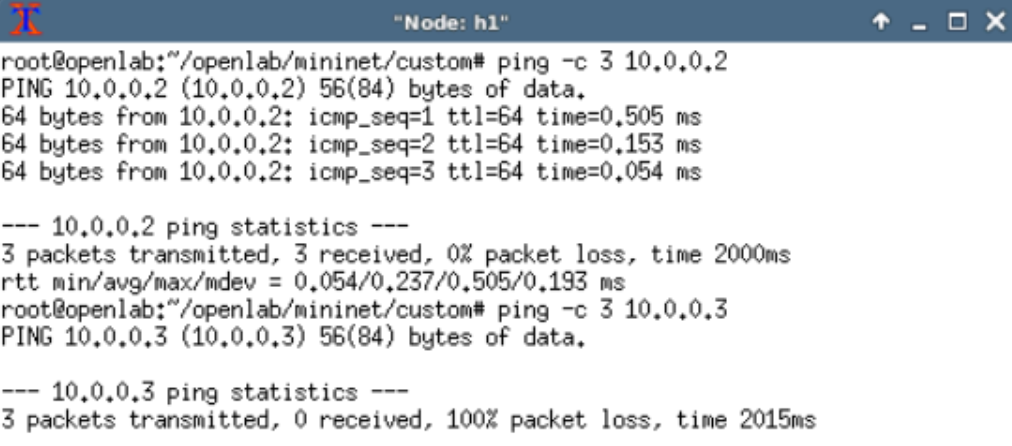 "Node: h1"
root@openlab:~/openlab/mininet/custom# ping -c 3 10.0.0.2
PING 10.0.0.2 (10.0.0.2) 56(84) bytes of data.
64 bytes from 10.0.0.2: icmp_seq=1 ttl=64 time=0.505 ms
64 bytes from 10.0.0.2: icmp_seq=2 ttl=64 time=0.153 ms
64 bytes from 10.0.0.2: icmp_seq=3 ttl=64 time=0.054 ms
--- 10.0.0.2 ping statistics ---
3 packets transmitted, 3 received, 0% packet loss, time 2000ms
rtt min/avg/max/mdev = 0.054/0.237/0.505/0.193 ms
root@openlab:~/openlab/mininet/custom# ping -c 3 10.0.0.3
PING 10.0.0.3 (10.0.0.3) 56(84) bytes of data.
--- 10.0.0.3 ping statistics ---
3 packets transmitted, 0 received, 100% packet loss, time 2015ms